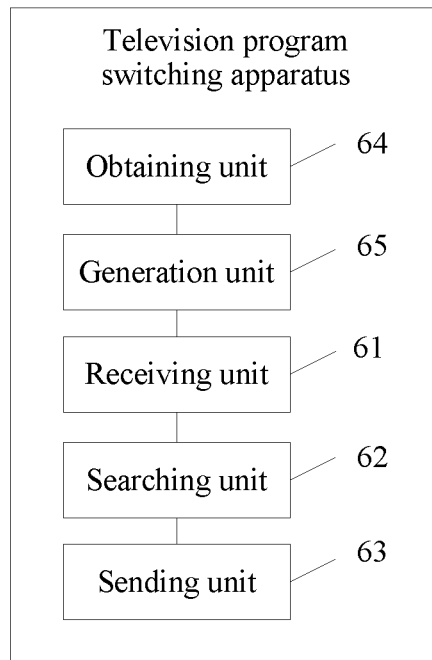 Television program
switching apparatus
Obtaining unit
64
Generation unit
65
Receiving unit
61
Searching unit
62
Sending unit
63